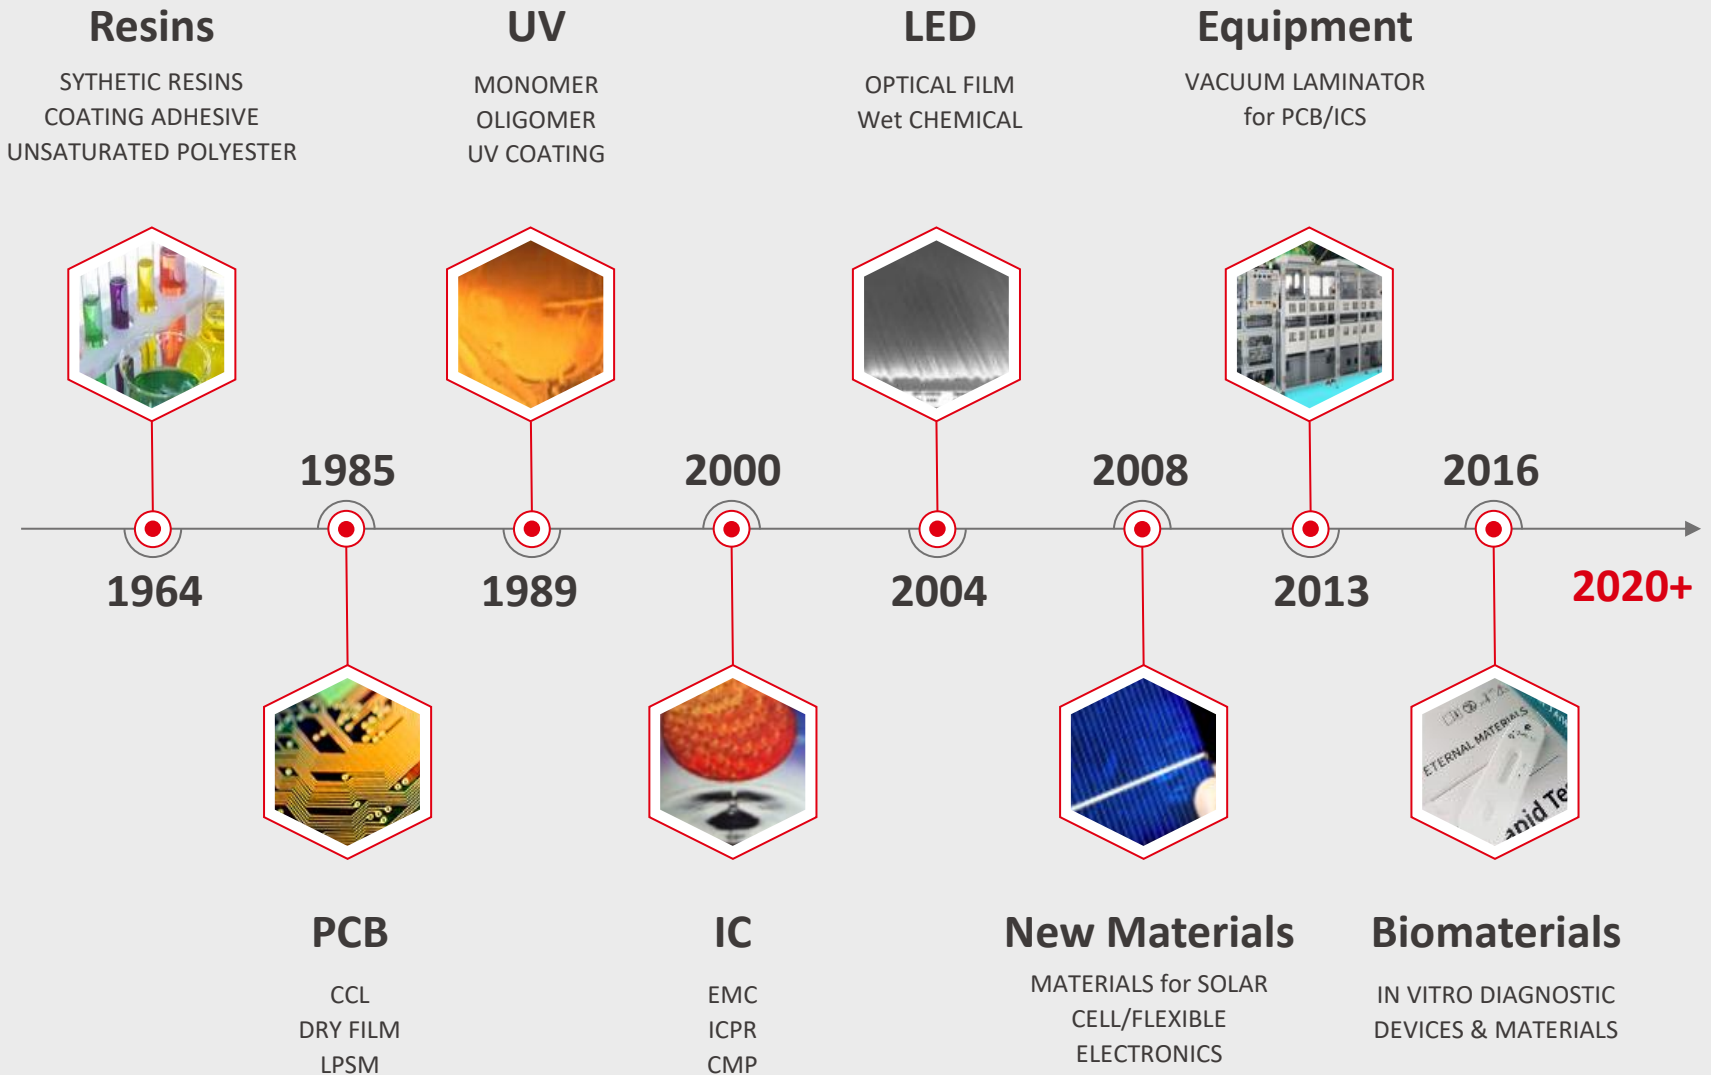 Resins
SYTHETIC RESINS
COATING ADHESIVE
UNSATURATED POLYESTER
UV
MONOMER
OLIGOMER
UV COATING
LED
OPTICAL FILM
Wet CHEMICAL
Equipment
VACUUM LAMINATOR
for PCB/ICS
1985
2000
2008
2016
1964
1989
2004
2013
2020+
ETERNAL MATERIALS
PCB
CCL
DRY FILM
LPSM
IC
EMC
ICPR
CMP
New Materials
MATERIALS for SOLAR
CELL/FLEXIBLE
ELECTRONICS
Biomaterials
IN VITRO DIAGNOSTIC
DEVICES & MATERIALS